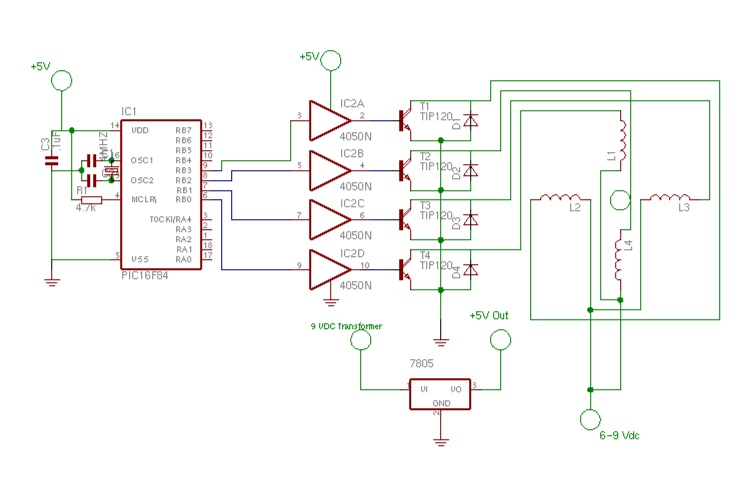 +5V
+5V
IC1
14 VDD RB7 13
RB6 12
RB5 11
16 OSC1 RB4 10
RB3 9
15 OSC2 RB2 8
RB1 7
4 MCLR\ RB0 6
TOCKI/RA4 3
RA3 2
RA2 1
RA1 18
5 VSS RA0 17
PIC16F84
C3
.1uF
4MHZ
R1
4.7K
IC2A
3 2
4050N
IC2B
5 4
4050N
IC2C
7 6
4050N
IC2D
9 10
4050N
T1
TIP120
D1
T2
TIP120
D2
T3
TIP120
D3
T4
TIP120
D4
L1
L2
L3
L4
9 VDC Transformer
+5V Out
7805
1 VI VO 3
GND
2
6-9 Vdc